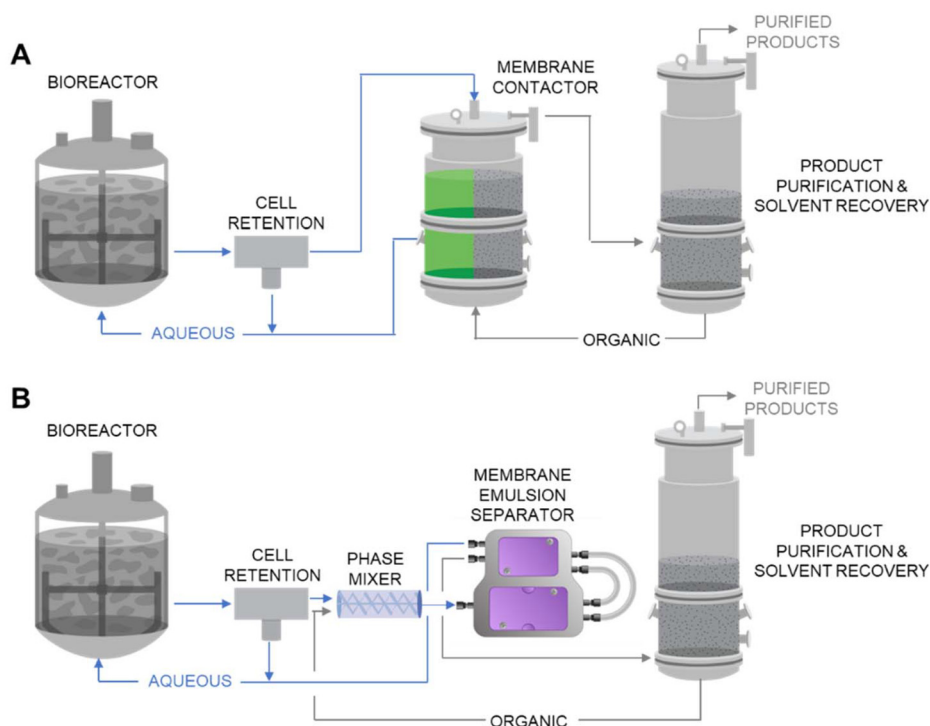 A
BIOREACTOR
CELL
RETENTION
MEMBRANE
CONTACTOR
PURIFIED
PRODUCTS
PRODUCT
PURIFICATION &
SOLVENT RECOVERY
AQUEOUS
ORGANIC
B
BIOREACTOR
CELL
RETENTION
PHASE
MIXER
MEMBRANE
EMULSION
SEPARATOR
PURIFIED
PRODUCTS
PRODUCT
PURIFICATION &
SOLVENT RECOVERY
AQUEOUS
ORGANIC